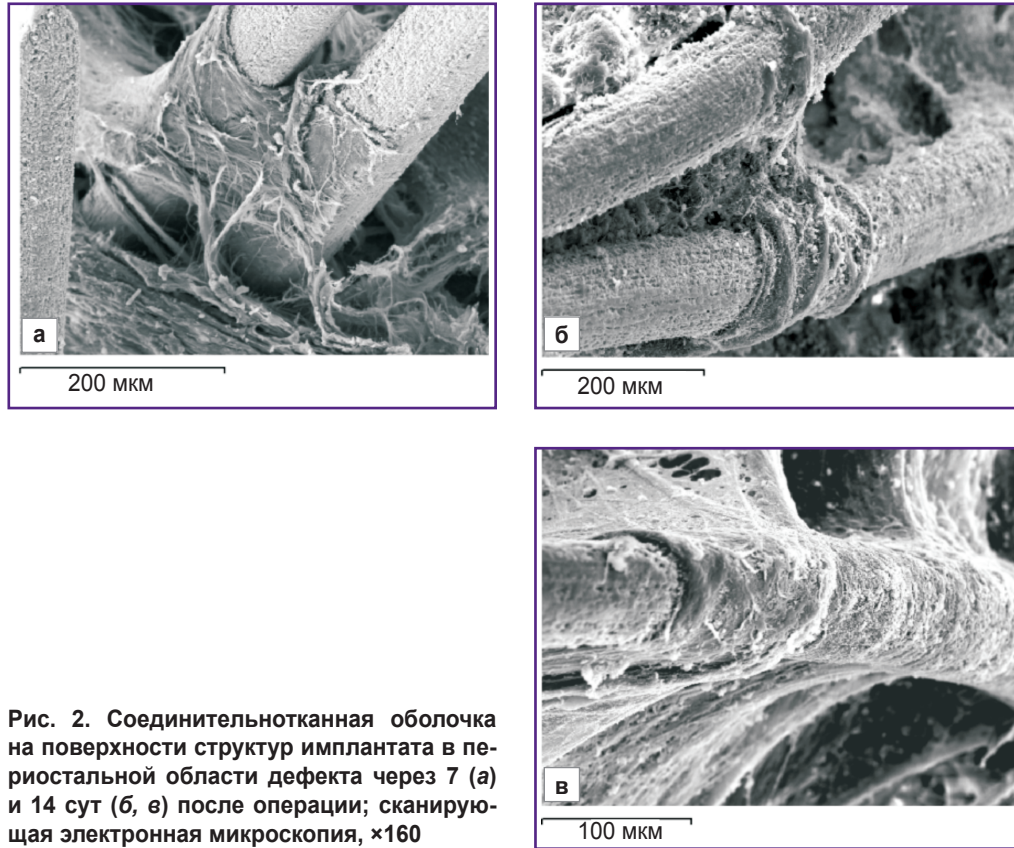 а
200 мкм
б
200 мкм
в
100 мкм
Рис. 2. Соединительнотканная оболочка
на поверхности структур имплантата в пе-
риостальной области дефекта через 7 (а)
и 14 сут (б, в) после операции; сканирую-
щая электронная микроскопия, ×160